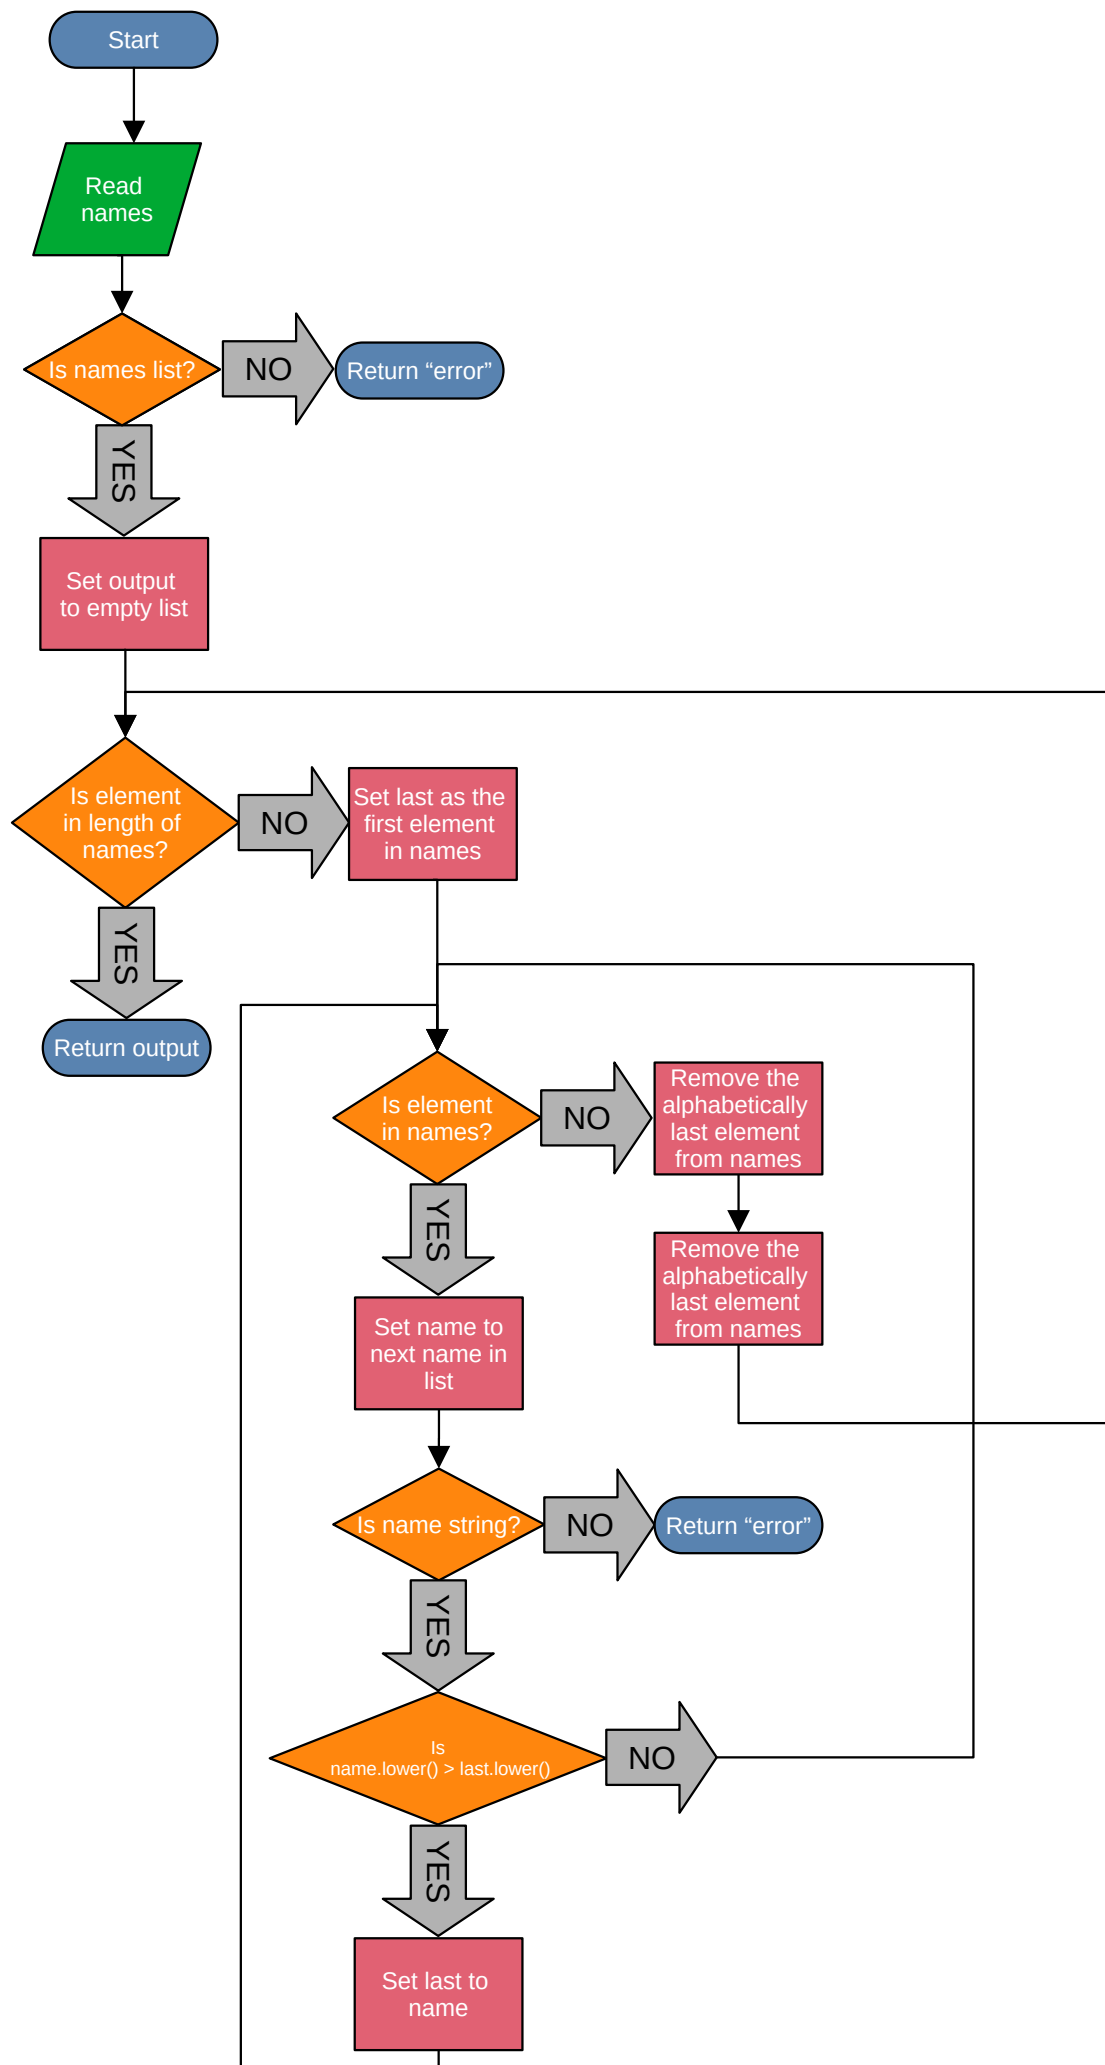 Start
Read
names
Is names list?
NO
Return “error”
YES
Set output
to empty list
Is element
in length of
names?
NO
Set last as the
first element
in names
YES
Return output
Is element
in names?
NO
Remove the
alphabetically
last element
from names
YES
Remove the
alphabetically
last element
from names
Set name to
next name in
list
Is name string?
NO
Return “error”
YES
Is
name.lower() > last.lower()
NO
YES
Set last to
name